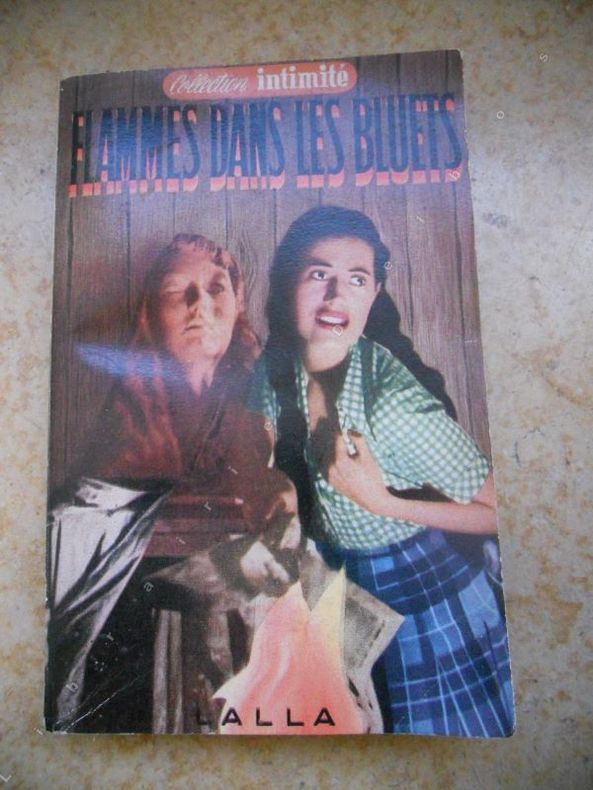 Collection intimité
FLAMMES DANS LES BLUETS
LALLA